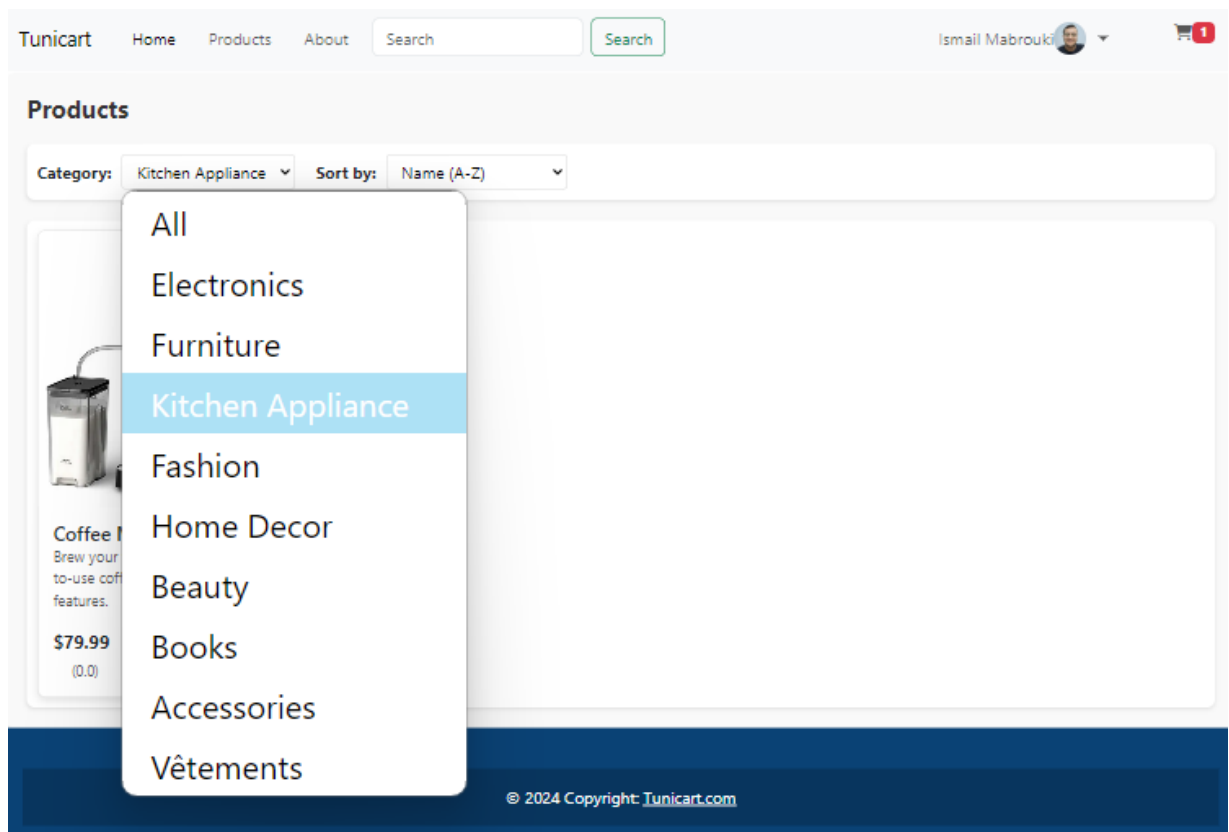 Tunicart Home Products About Search Search Ismail Mabrouki 1
Products
Category: Kitchen Appliance Sort by: Name (A-Z)
All
Electronics
Furniture
Kitchen Appliance
Fashion
Home Decor
Beauty
Books
Accessories
Vêtements
Coffee
Brew your
to-use
features.
$79.99
(0.0)
© 2024 Copyright: Tunicart.com